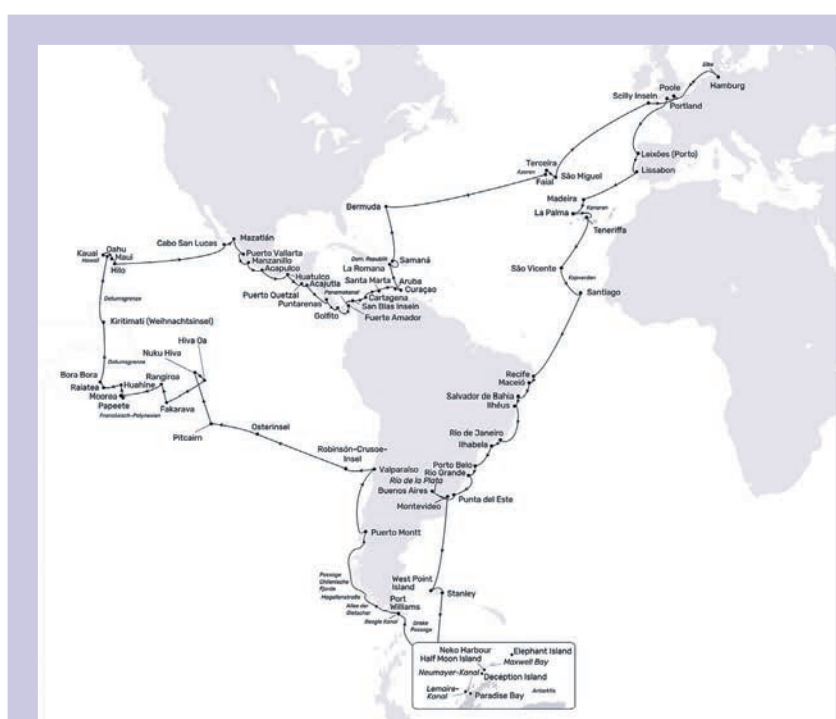 Elbe
Hamburg
Poole
Scilly Inseln
Portland
Leixões (Porto)
Lissabon
Terceira
Azoren
Faial
São Miguel
Madeira
Kanaren
La Palma
Teneriffa
Bermuda
São Vicente
Kapverden
Santiago
Dom. Republik
Samaná
La Romana
Santa Marta
Aruba
Curaçao
Cartagena
San Blas Inseln
Panamakanal
Fuerte Amador
Mazatlán
Cabo San Lucas
Puerto Vallarta
Manzanillo
Acapulco
Huatulco
Acajutla
Puerto Quetzal
Puntarenas
Golfito
Kauai
Hawaii
Oahu
Maui
Hilo
Datumsgrenze
Kiritimati (Weihnachtsinsel)
Datumsgrenze
Hiva Oa
Nuku Hiva
Bora Bora
Raiatea
Huahine
Rangiroa
Moorea
Papeete
Fakarava
Französisch-Polynesien
Pitcairn
Osterinsel
Robinsón-Crusoe-
Insel
Valparaíso
Recife
Maceió
Salvador de Bahia
Ilhéus
Rio de Janeiro
Ilhabela
Porto Belo
Rio Grande
Río de la Plata
Buenos Aires
Punta del Este
Montevideo
Puerto Montt
Passage
Chilenische
Fjorde
Magellanstraße
Allee der
Gletscher
Beagle Kanal
Port
Williams
West Point
Island
Stanley
Drake
Passage
Neko Harbour
Elephant Island
Half Moon Island
Maxwell Bay
Neumayer-Kanal
Deception Island
Lemaire-
Kanal
Paradise Bay
Antarktis